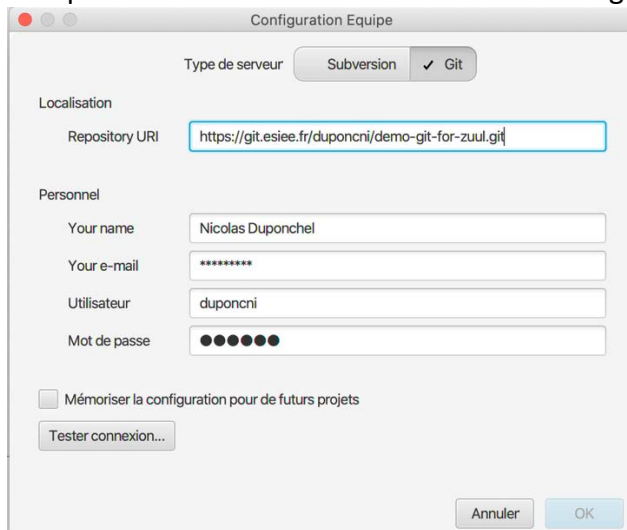 Configuration Equipe
Type de serveur Subversion ✓ Git
Localisation
Repository URI https://git.esiee.fr/duponcni/demo-git-for-zuul.git
Personnel
Your name Nicolas Duponchel
Your e-mail *********
Utilisateur duponcni
Mot de passe ●●●●●●
Mémoriser la configuration pour de futurs projets
Tester connexion...
Annuler OK